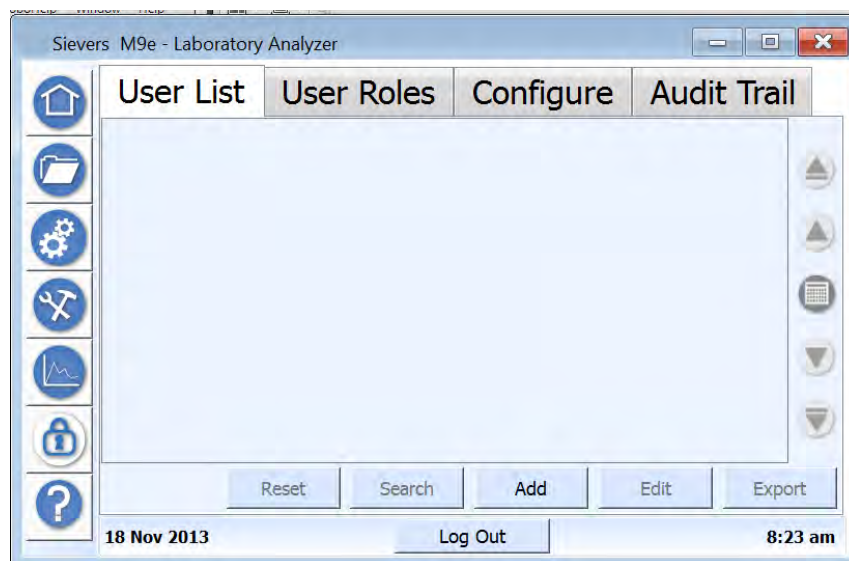 Sievers M9e - Laboratory Analyzer
User List User Roles Configure Audit Trail
Reset Search Add Edit Export
18 Nov 2013 Log Out 8:23 am